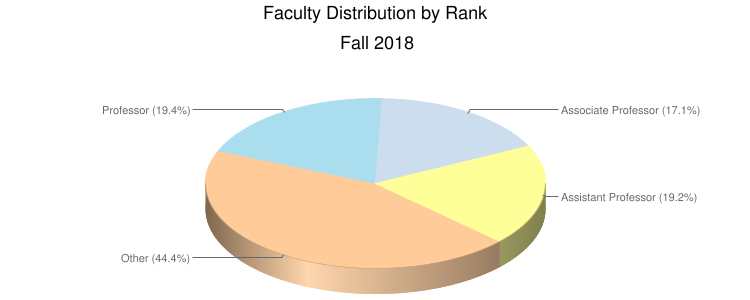 Faculty Distribution by Rank
Fall 2018
Professor (19.4%)
Associate Professor (17.1%)
Assistant Professor (19.2%)
Other (44.4%)